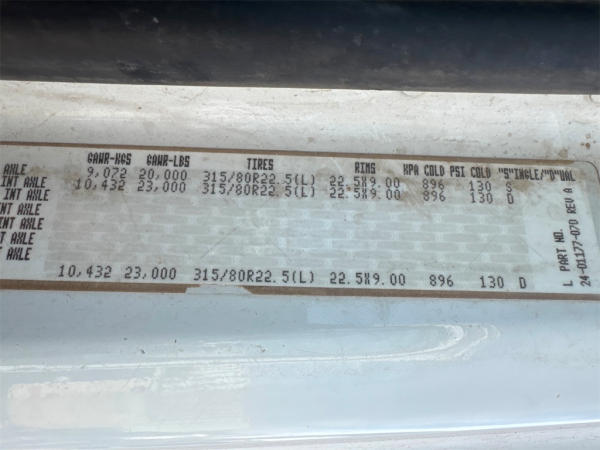 GAWR-KGS GAWR-LBS TIRES RIMS KPA COLD PSI COLD "S"INGLE/"D"UAL
AXLE 9,072 20,000 315/80R22.5(L) 22.5X9.00 896 130 S
INT AXLE 10,432 23,000 315/80R22.5(L) 22.5X9.00 896 130 D
INT AXLE
INT AXLE
INT AXLE
INT AXLE
AXLE
10,432 23,000 315/80R22.5(L) 22.5X9.00 896 130 D
L PART NO.
24-01177-070 REV A